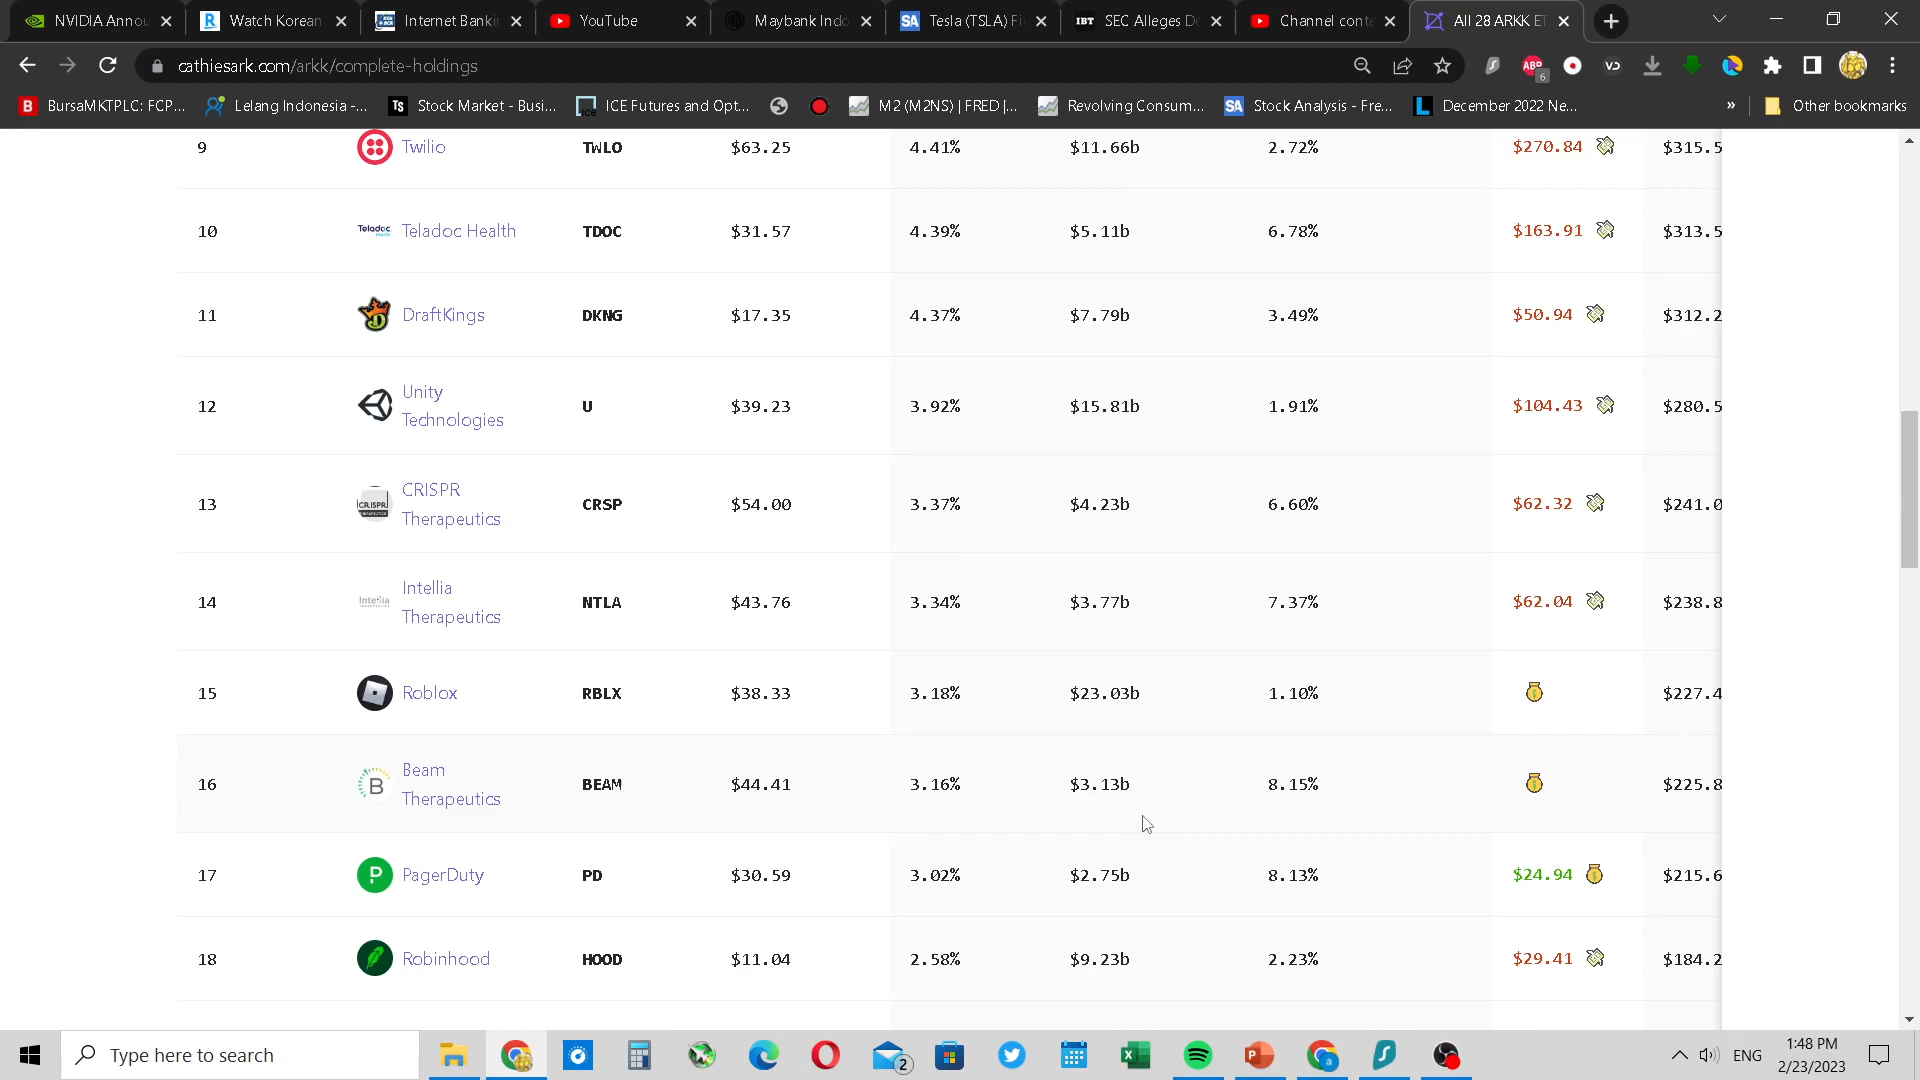 NVIDIA Annou
Watch Korean
Internet Banki
YouTube
Maybank Indo
Tesla (TSLA) Fi
SEC Alleges Do
Channel conte
All 28 ARKK ET
cathiesark.com/arkk/complete-holdings
BursaMKTPLC: FCP...
Lelang Indonesia -...
Stock Market - Busi...
ICE Futures and Opt...
M2 (M2NS) | FRED |...
Revolving Consum...
Stock Analysis - Fre...
December 2022 Ne...
Other bookmarks
9 Twilio TWLO $63.25 4.41% $11.66b 2.72% $270.84 $315.5
10 Teladoc Health TDOC $31.57 4.39% $5.11b 6.78% $163.91 $313.5
11 DraftKings DKNG $17.35 4.37% $7.79b 3.49% $50.94 $312.2
12 Unity Technologies U $39.23 3.92% $15.81b 1.91% $104.43 $280.5
13 CRISPR Therapeutics CRSP $54.00 3.37% $4.23b 6.60% $62.32 $241.0
14 Intellia Therapeutics NTLA $43.76 3.34% $3.77b 7.37% $62.04 $238.8
15 Roblox RBLX $38.33 3.18% $23.03b 1.10% $227.4
16 Beam Therapeutics BEAM $44.41 3.16% $3.13b 8.15% $225.8
17 PagerDuty PD $30.59 3.02% $2.75b 8.13% $24.94 $215.6
18 Robinhood HOOD $11.04 2.58% $9.23b 2.23% $29.41 $184.2
Type here to search
2
ENG
1:48 PM
2/23/2023